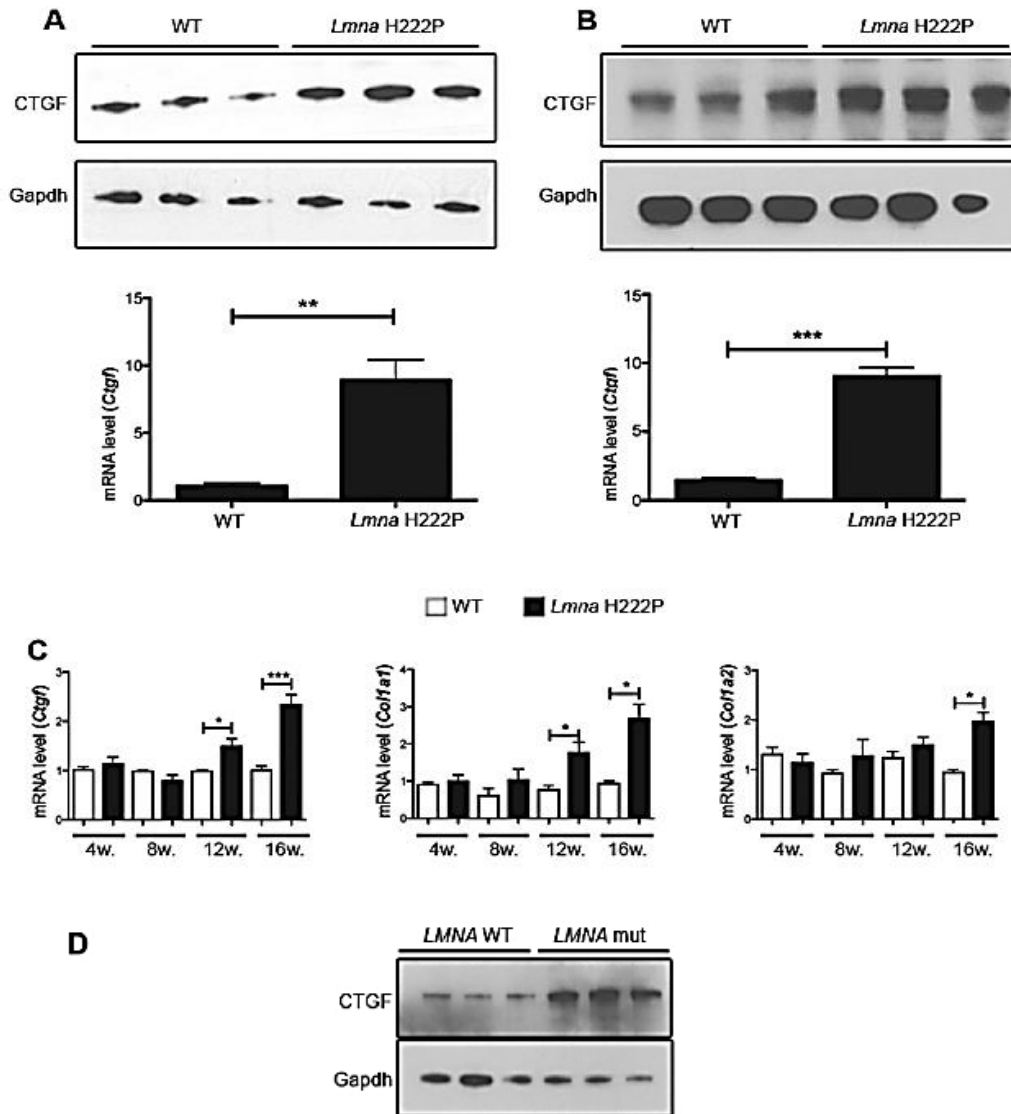 A
WT Lmna H222P
CTGF
Gapdh
15
10
5
0
mRNA level (Ctgf)
**
WT Lmna H222P
B
WT Lmna H222P
CTGF
Gapdh
15
10
5
0
mRNA level (Ctgf)
***
WT Lmna H222P
WT Lmna H222P
C
3
2
1
0
mRNA level (Ctgf)
* ***
4w. 8w. 12w. 16w.
4
3
2
1
0
mRNA level (Col1a1)
* *
4w. 8w. 12w. 16w.
3
2
1
0
mRNA level (Col1a2)
*
4w. 8w. 12w. 16w.
D
LMNA WT LMNA mut
CTGF
Gapdh